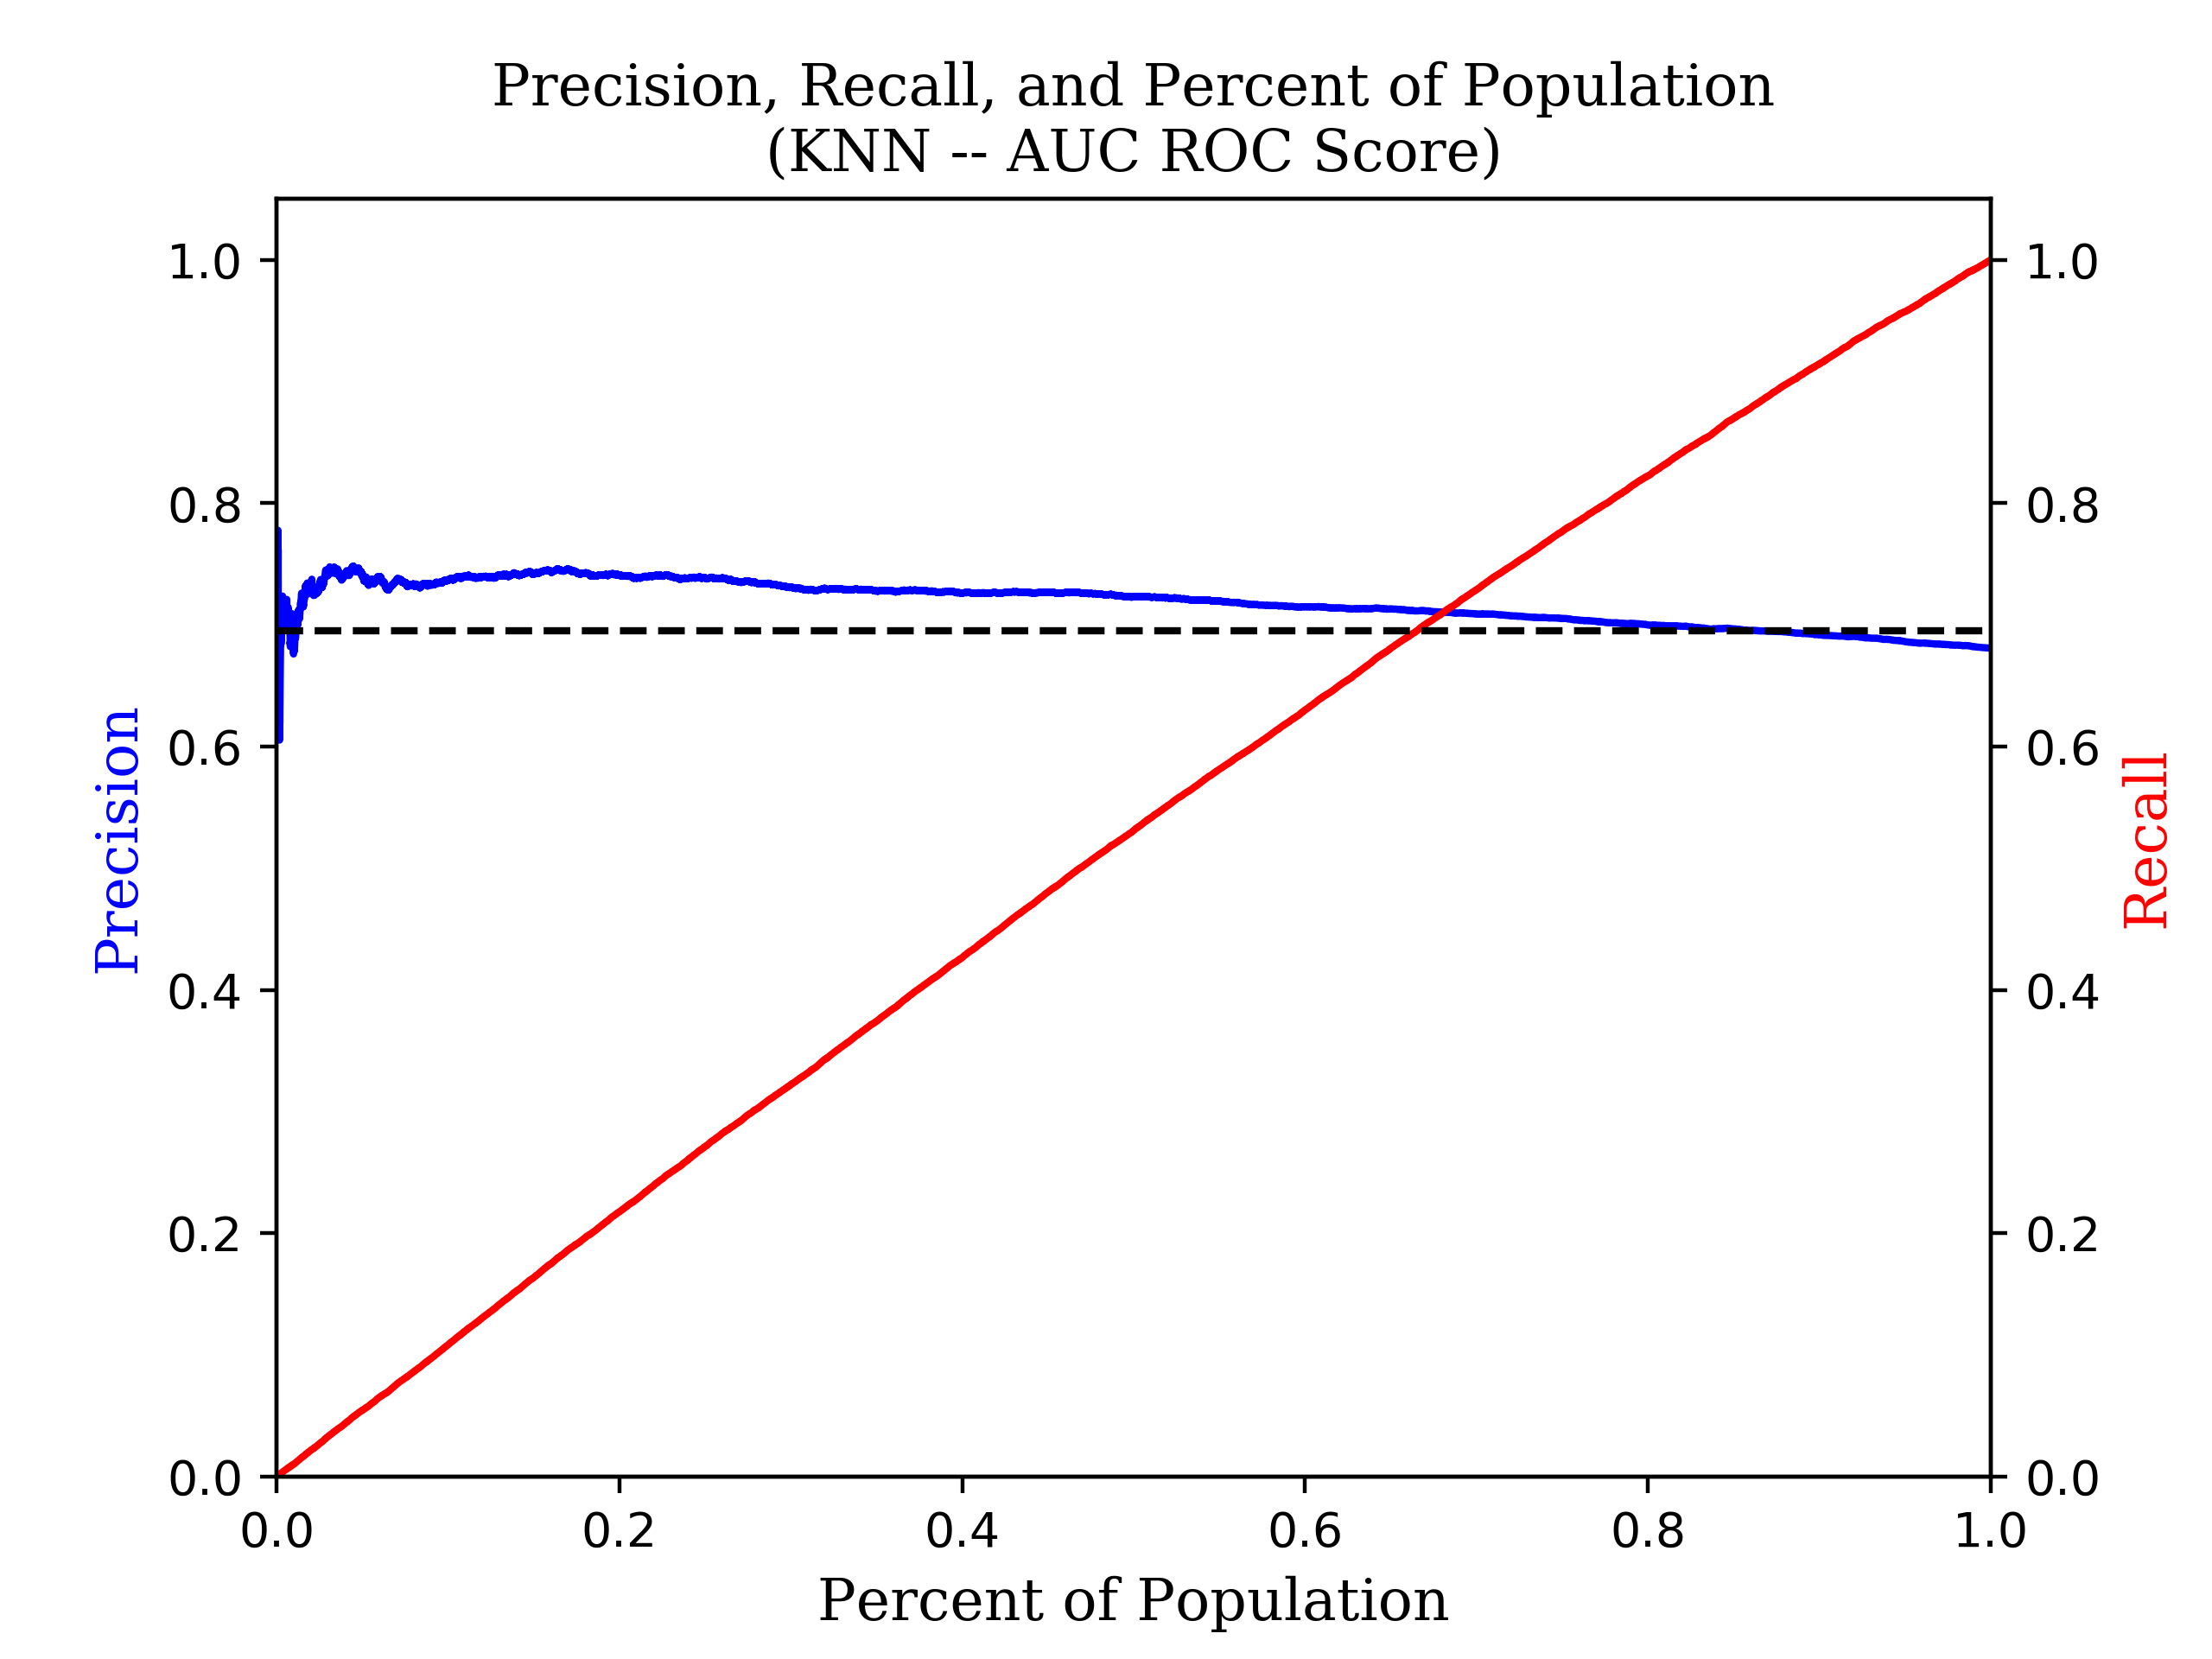 Precision, Recall, and Percent of Population
(KNN -- AUC ROC Score)
1.0
0.8
0.6
0.4
0.2
0.0
Precision
1.0
0.8
0.6
0.4
0.2
0.0
Recall
0.0 0.2 0.4 0.6 0.8 1.0
Percent of Population